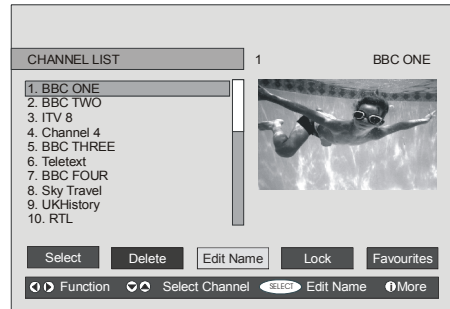 CHANNEL LIST
1 BBC ONE
1. BBC ONE
2. BBC TWO
3. ITV 8
4. Channel 4
5. BBC THREE
6. Teletext
7. BBC FOUR
8. Sky Travel
9. UKHistory
10. RTL
Select Delete Edit Name Lock Favourites
Function Select Channel SELECT Edit Name i More